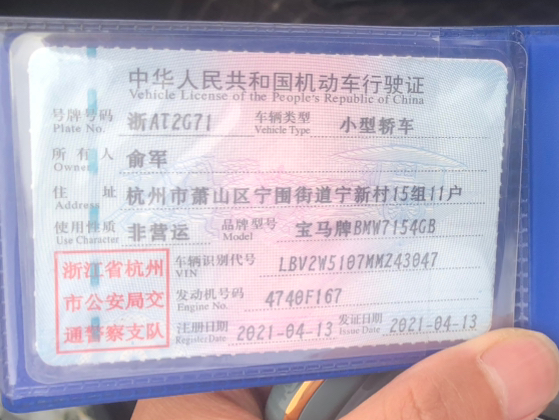 中华人民共和国机动车行驶证
Vehicle License of the People's Republic of China
号牌号码 Plate No. 浙AT2G71 车辆类型 Vehicle Type 小型轿车
所有人 Owner 俞军
住址 Address 杭州市萧山区宁围街道宁新村15组11户
使用性质 Use Character 非营运 品牌型号 Model 宝马牌BMW7154GB
车辆识别代号 VIN LBV2W5107MMZ43047
发动机号码 Engine No. 4740F167
注册日期 Register Date 2021-04-13 发证日期 Issue Date 2021-04-13
浙江省杭州
市公安局交
通警察支队